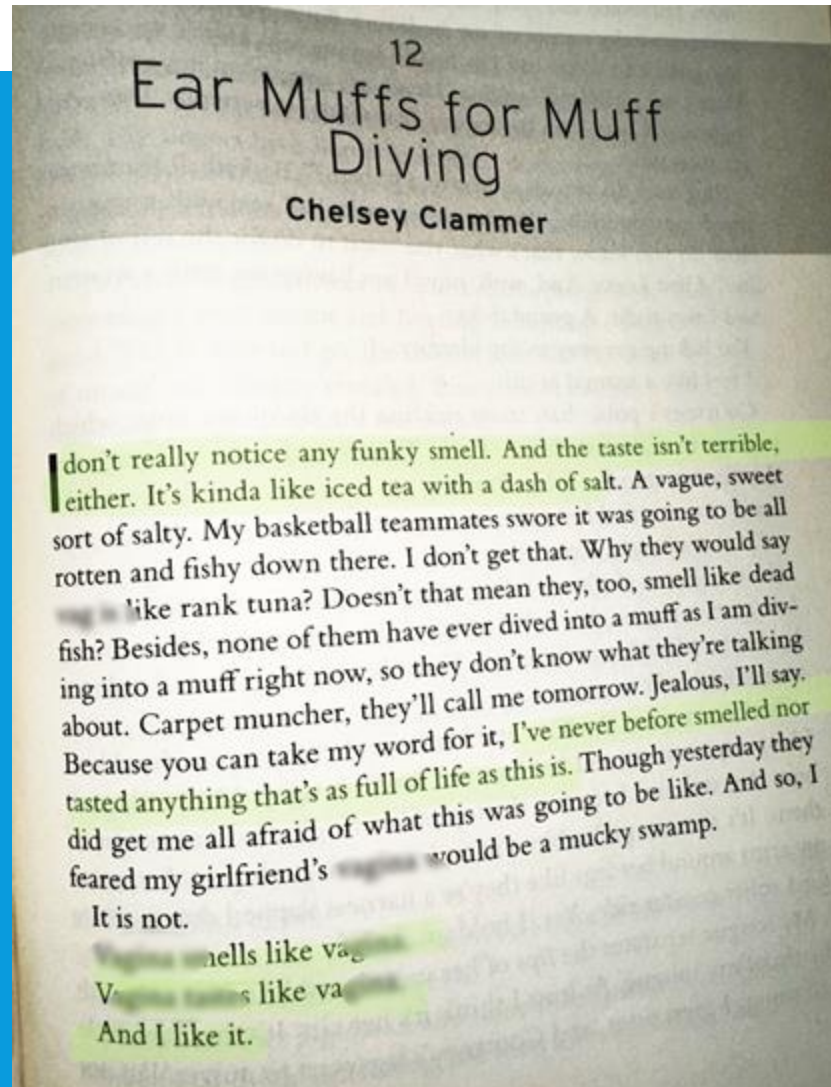 12
Ear Muffs for Muff
Diving
Chelsey Clammer
I don't really notice any funky smell. And the taste isn't terrible,
either. It's kinda like iced tea with a dash of salt. A vague, sweet
sort of salty. My basketball teammates swore it was going to be all
rotten and fishy down there. I don't get that. Why they would say
like rank tuna? Doesn't that mean they, too, smell like dead
fish? Besides, none of them have ever dived into a muff as I am div-
ing into a muff right now, so they don't know what they're talking
about. Carpet muncher, they'll call me tomorrow. Jealous, I'll say.
Because you can take my word for it, I've never before smelled nor
tasted anything that's as full of life as this is. Though yesterday they
did get me all afraid of what this was going to be like. And so, I
feared my girlfriend's would be a mucky swamp.
It is not.
like
like
And I like it.